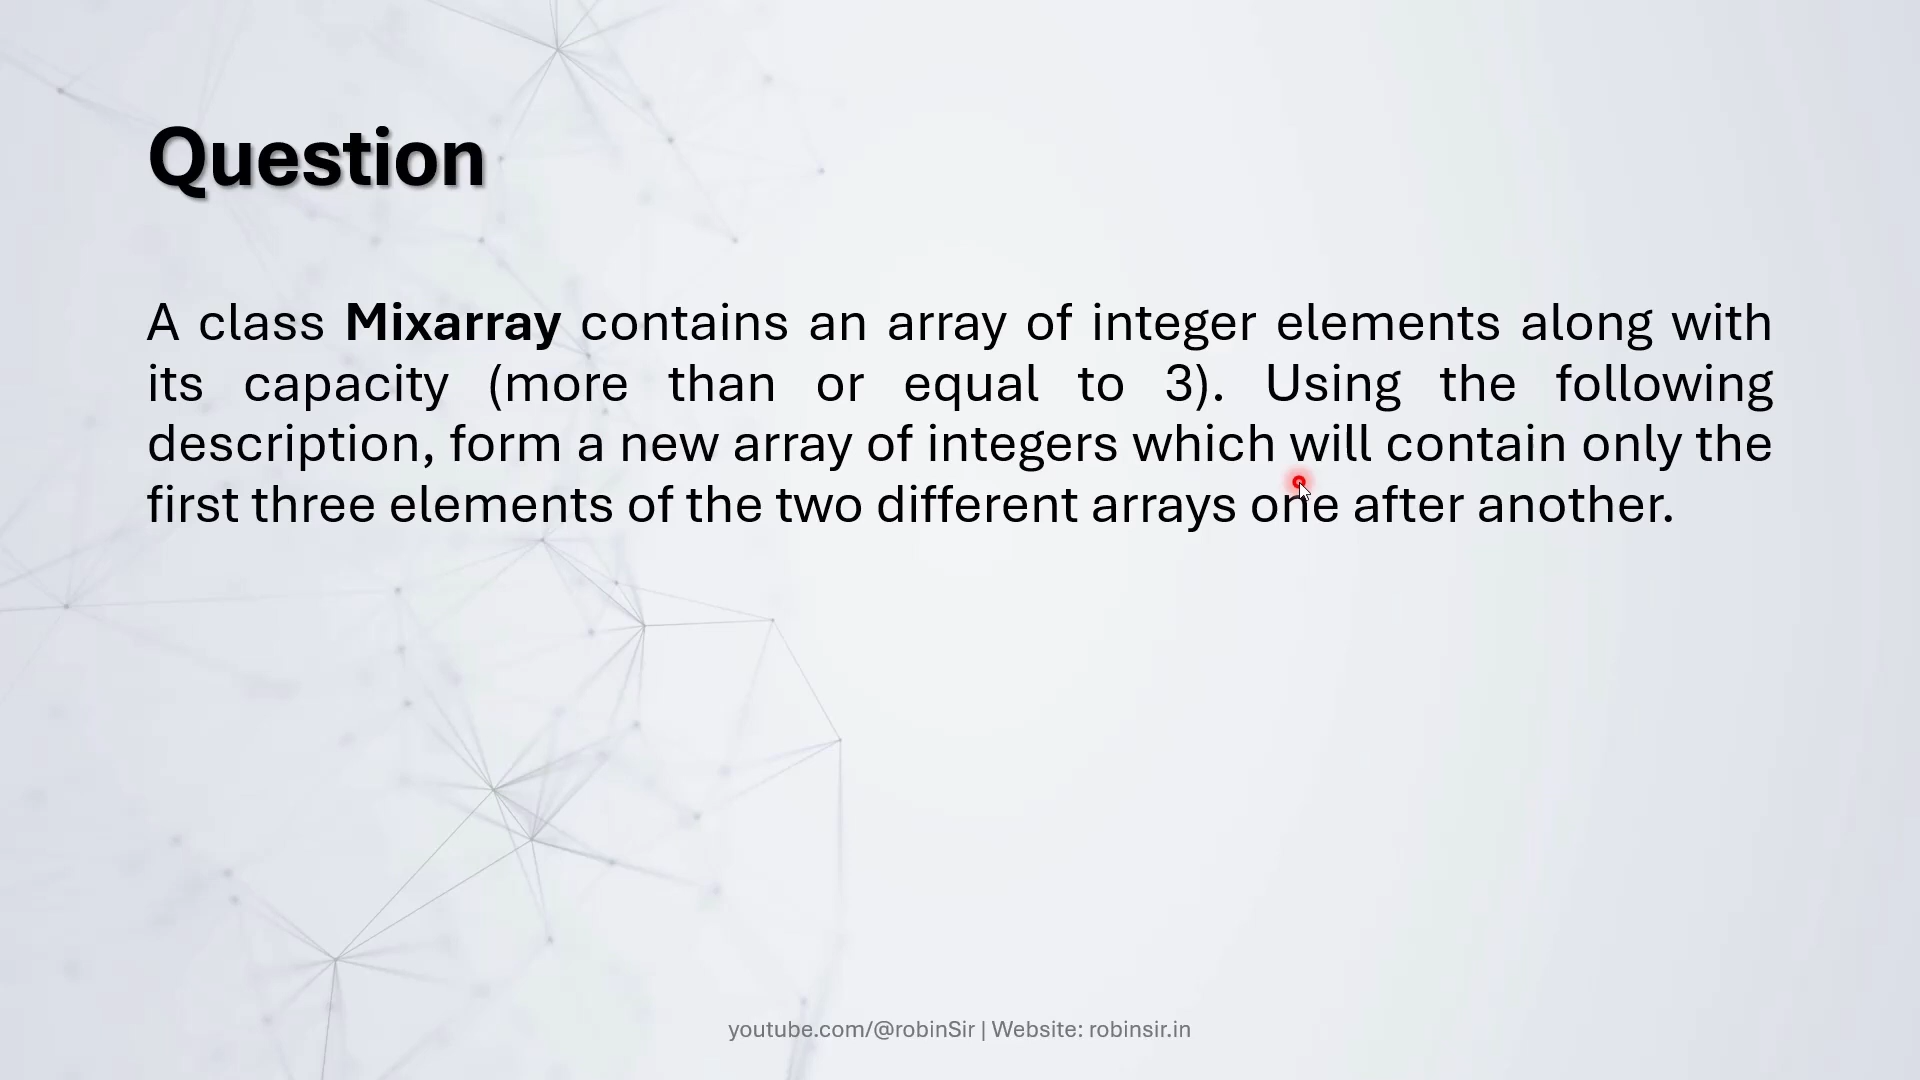 Question
A class Mixarray contains an array of integer elements along with
its capacity (more than or equal to 3). Using the following
description, form a new array of integers which will contain only the
first three elements of the two different arrays one after another.
youtube.com/@robinSir | Website: robinsir.in